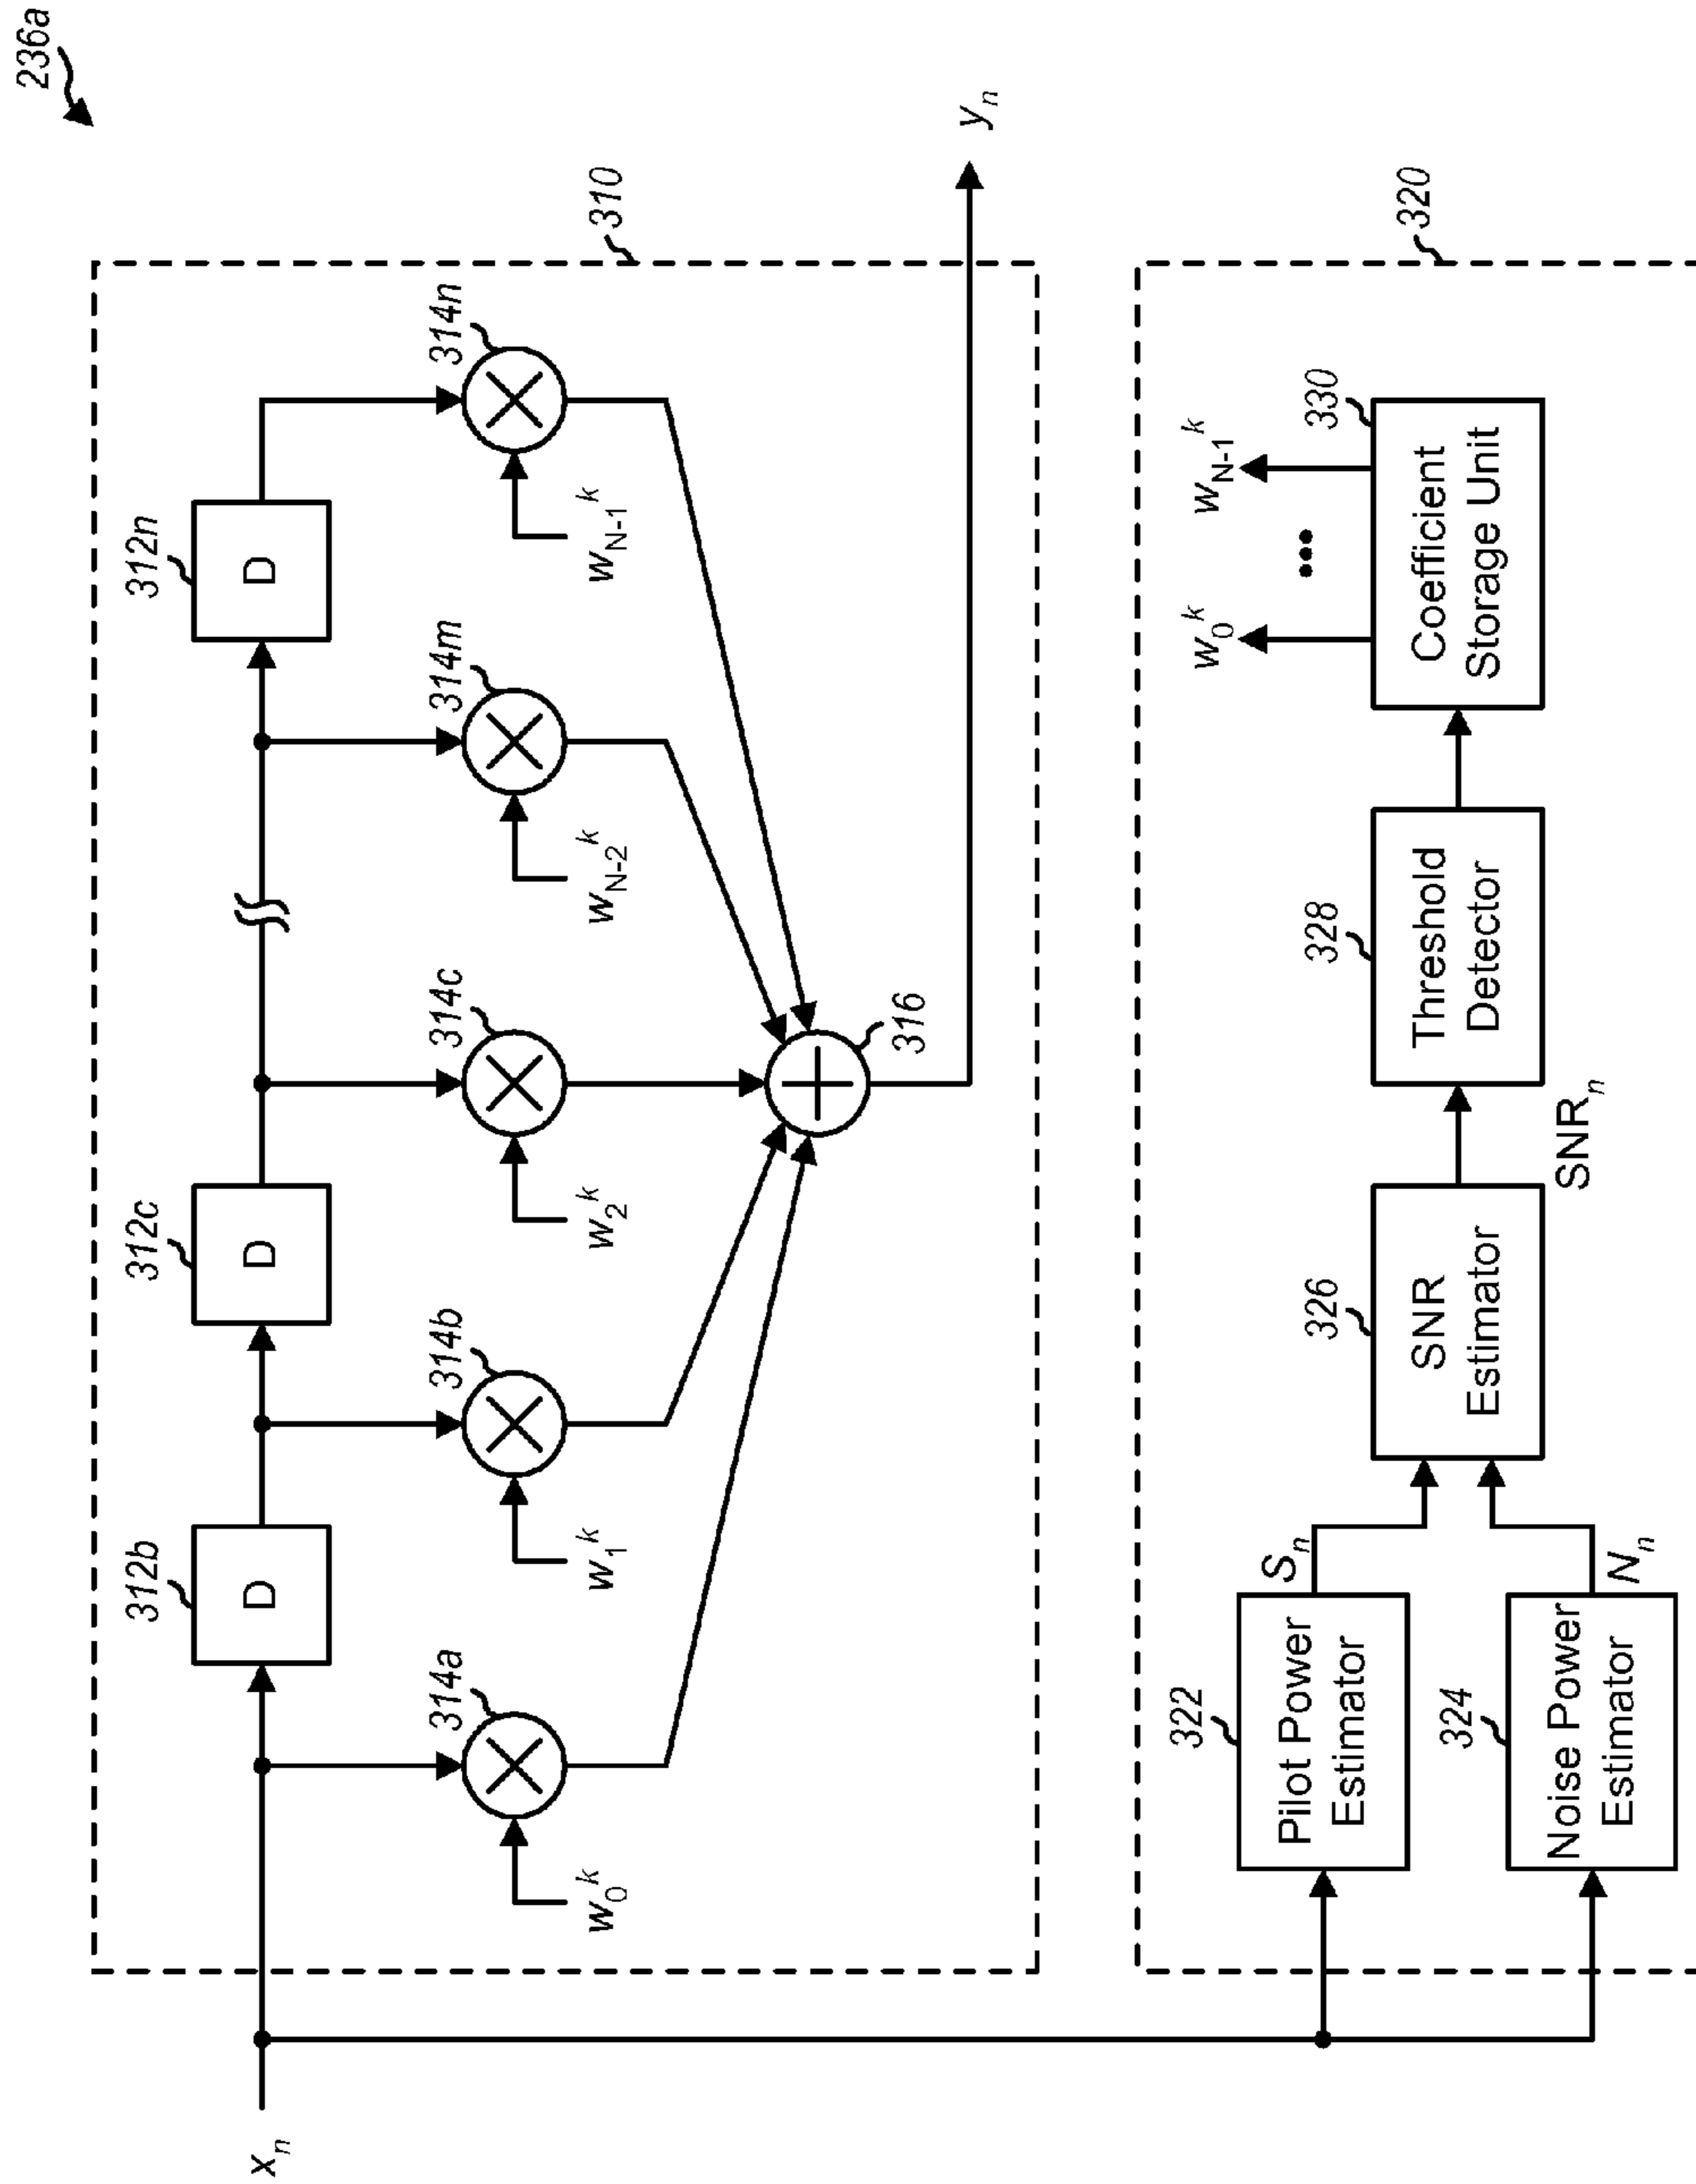 236a
312b
D
312c
D
312n
D
x_n
314a
314b
314c
314m
314n
310
w_0^k
w_1^k
w_2^k
w_{N-2}^k
w_{N-1}^k
316
y_n
320
322
Pilot Power
Estimator
S_n
324
Noise Power
Estimator
N_n
326
SNR
Estimator
SNR_n
328
Threshold
Detector
330
Coefficient
Storage Unit
w_0^k
•••
w_{N-1}^k